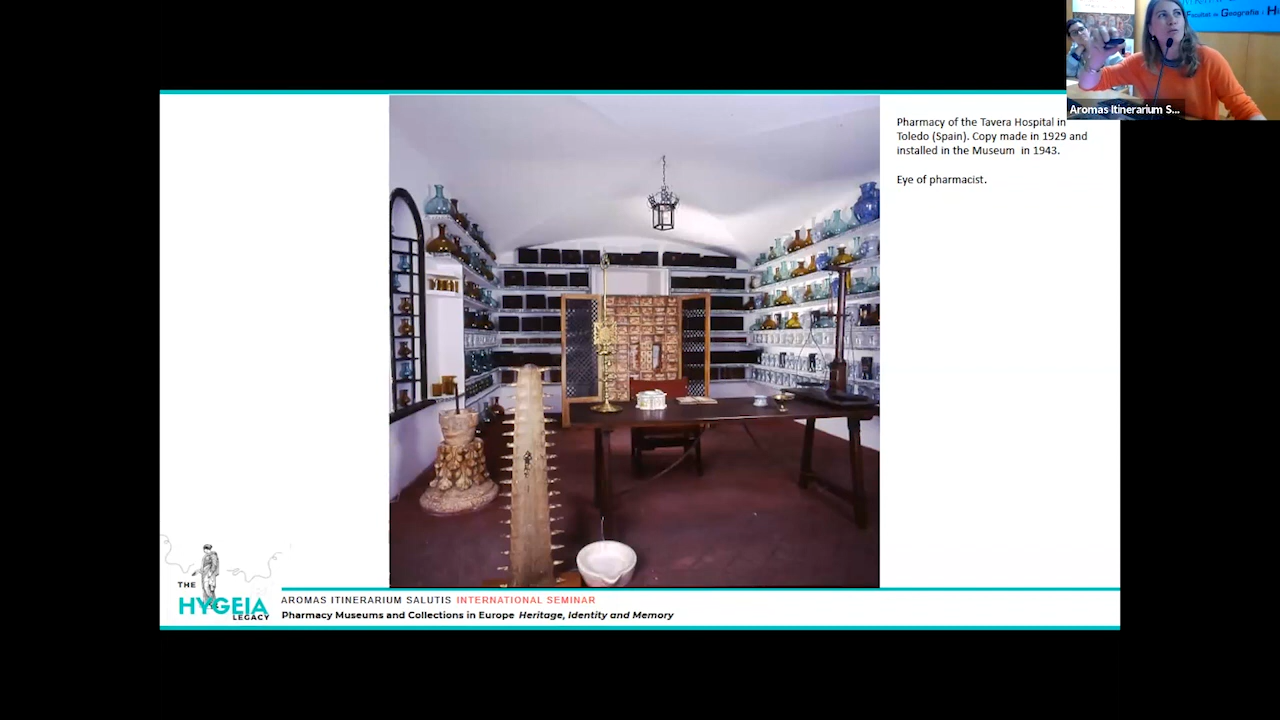 Facultat de Geografia i H
Aromas Itinerarium S...
Pharmacy of the Tavera Hospital in
Toledo (Spain). Copy made in 1929 and
installed in the Museum in 1943.
Eye of pharmacist.
THE
HYGEIA
LEGACY
AROMAS ITINERARIUM SALUTIS INTERNATIONAL SEMINAR
Pharmacy Museums and Collections in Europe Heritage, Identity and Memory